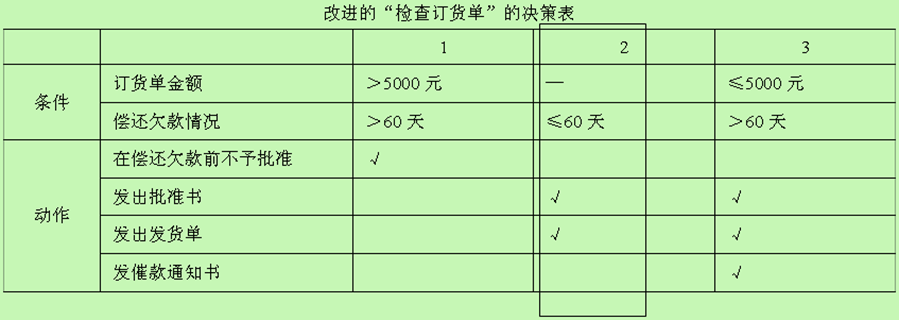 改进的“检查订货单”的决策表
1 2 3
条件 订货单金额 >5000 元 — ≤5000 元
偿还欠款情况 >60 天 ≤60 天 >60 天
动作 在偿还欠款前不予批准 √
发出批准书 √ √
发出发货单 √ √
发催款通知书 √